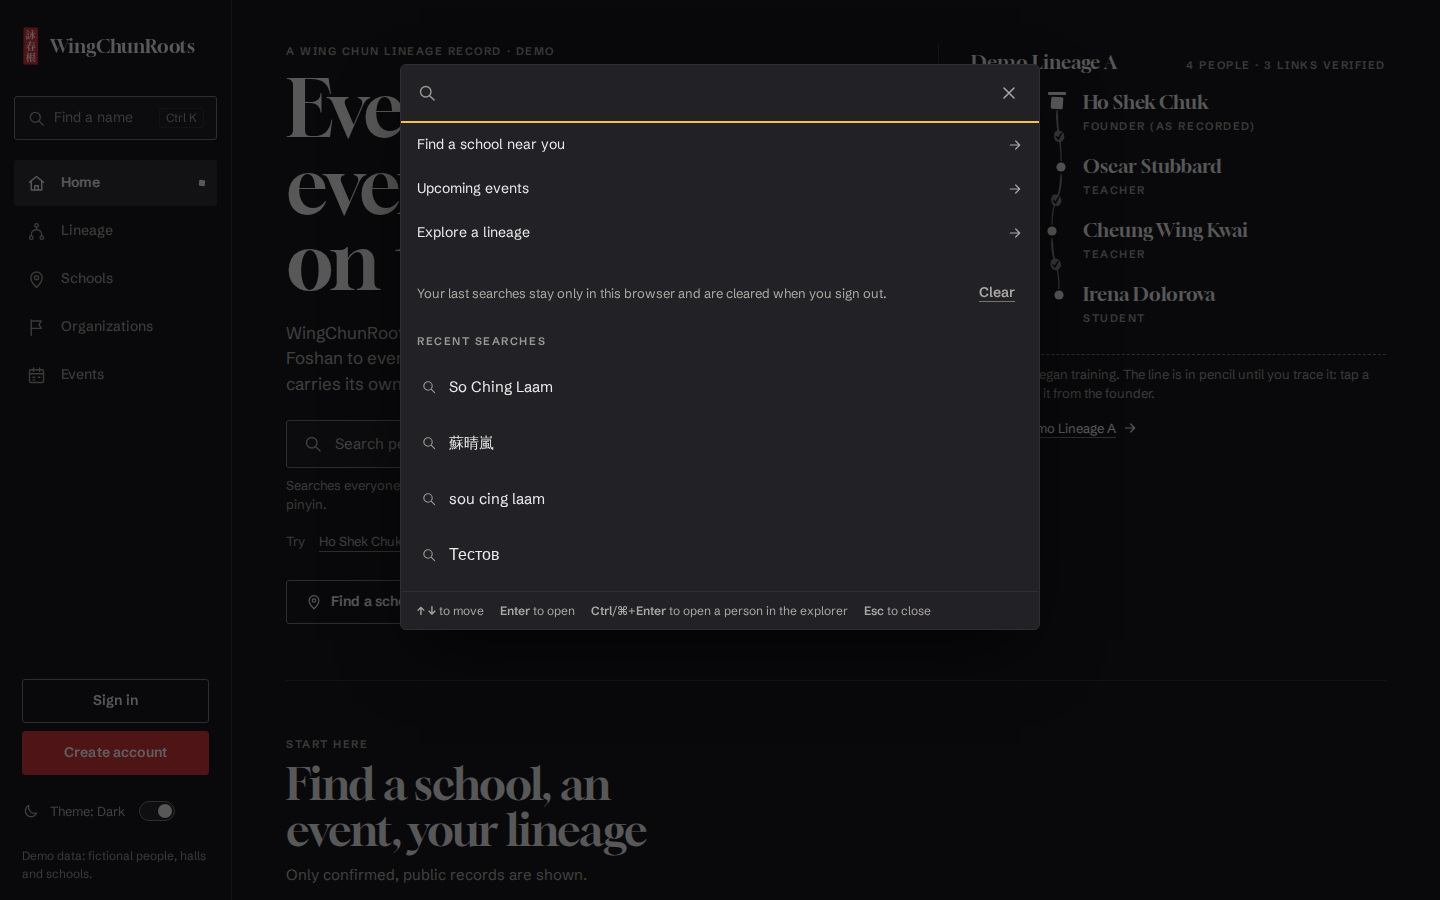 詠春根
WingChunRoots
Find a name
Ctrl K
Home
Lineage
Schools
Organizations
Events
Sign in
Create account
Theme: Dark
Demo data: fictional people, halls
and schools.
A WING CHUN LINEAGE RECORD · DEMO
Eve
eve
on
WingChunRoot
Foshan to ever
carries its own
Search pe
Searches everyone
pinyin.
Try
Ho Shek Chuk
Find a scho
Find a school near you
Upcoming events
Explore a lineage
Your last searches stay only in this browser and are cleared when you sign out.
Clear
RECENT SEARCHES
So Ching Laam
蘇晴嵐
sou cing laam
Тестов
↑↓ to move
Enter to open
Ctrl/⌘+Enter to open a person in the explorer
Esc to close
Demo Lineage A
4 PEOPLE · 3 LINKS VERIFIED
Ho Shek Chuk
FOUNDER (AS RECORDED)
Oscar Stubbard
TEACHER
Cheung Wing Kwai
TEACHER
Irena Dolorova
STUDENT
egan training. The line is in pencil until you trace it: tap a
it from the founder.
mo Lineage A
START HERE
Find a school, an
event, your lineage
Only confirmed, public records are shown.